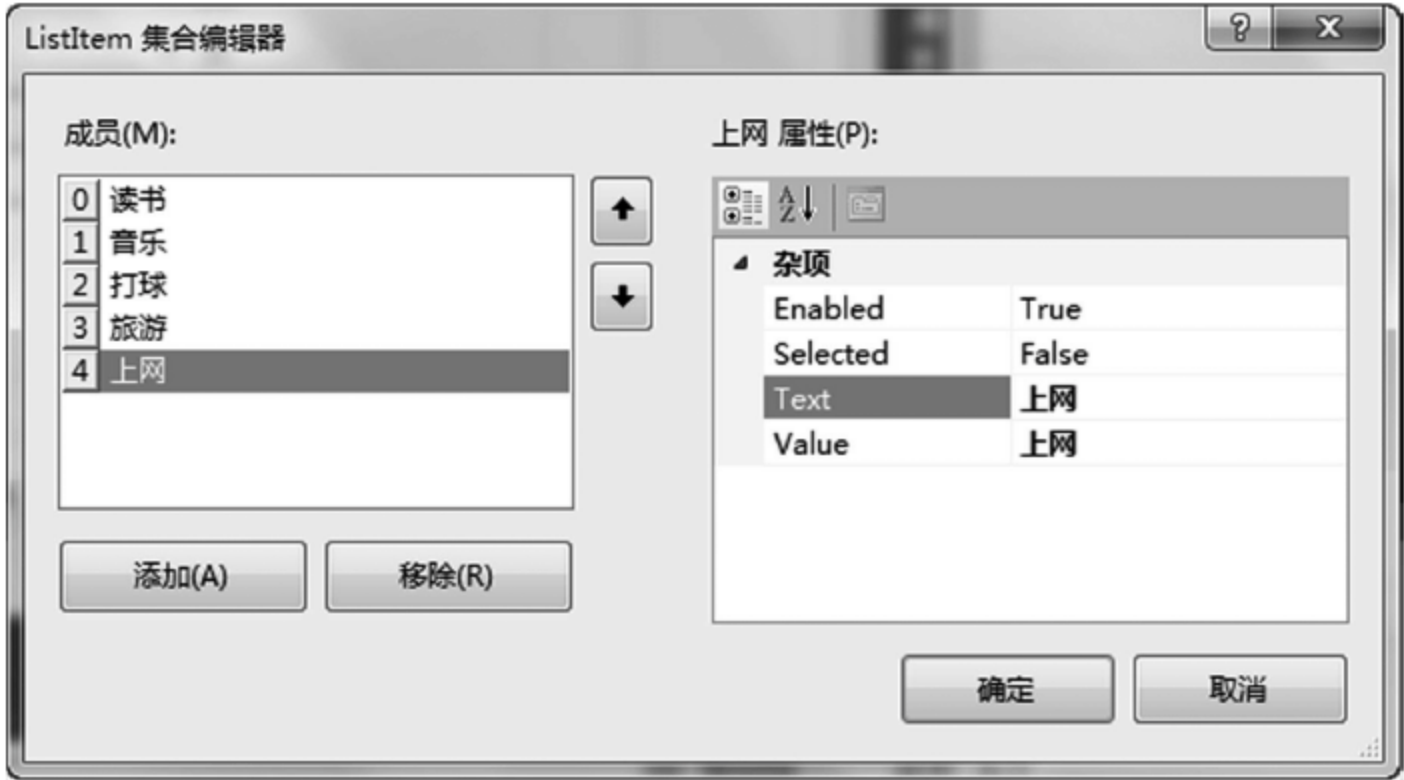 ListItem 集合编辑器
?
X
成员(M):
0 读书
1 音乐
2 打球
3 旅游
4 上网
添加(A)
移除(R)
上网 属性(P):
A
Z
杂项
Enabled True
Selected False
Text 上网
Value 上网
确定
取消